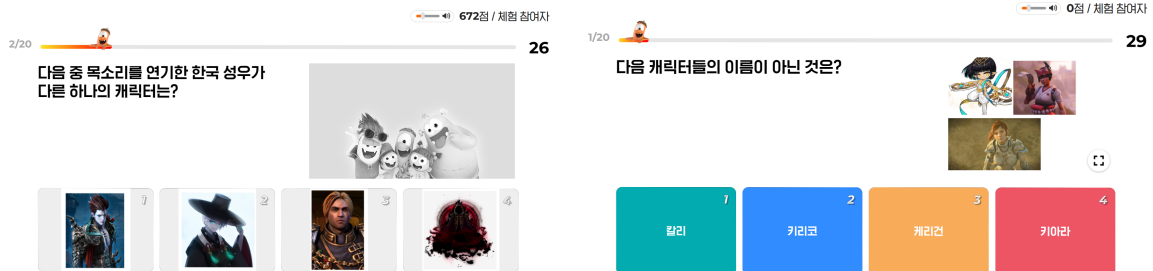 672점 / 체험 참여자
2/20
26
다음 중 목소리를 연기한 한국 성우가
다른 하나의 캐릭터는?
1
2
3
4
0점 / 체험 참여자
1/20
29
다음 캐릭터들의 이름이 아닌 것은?
1
칼리
2
키리코
3
케리건
4
키아라